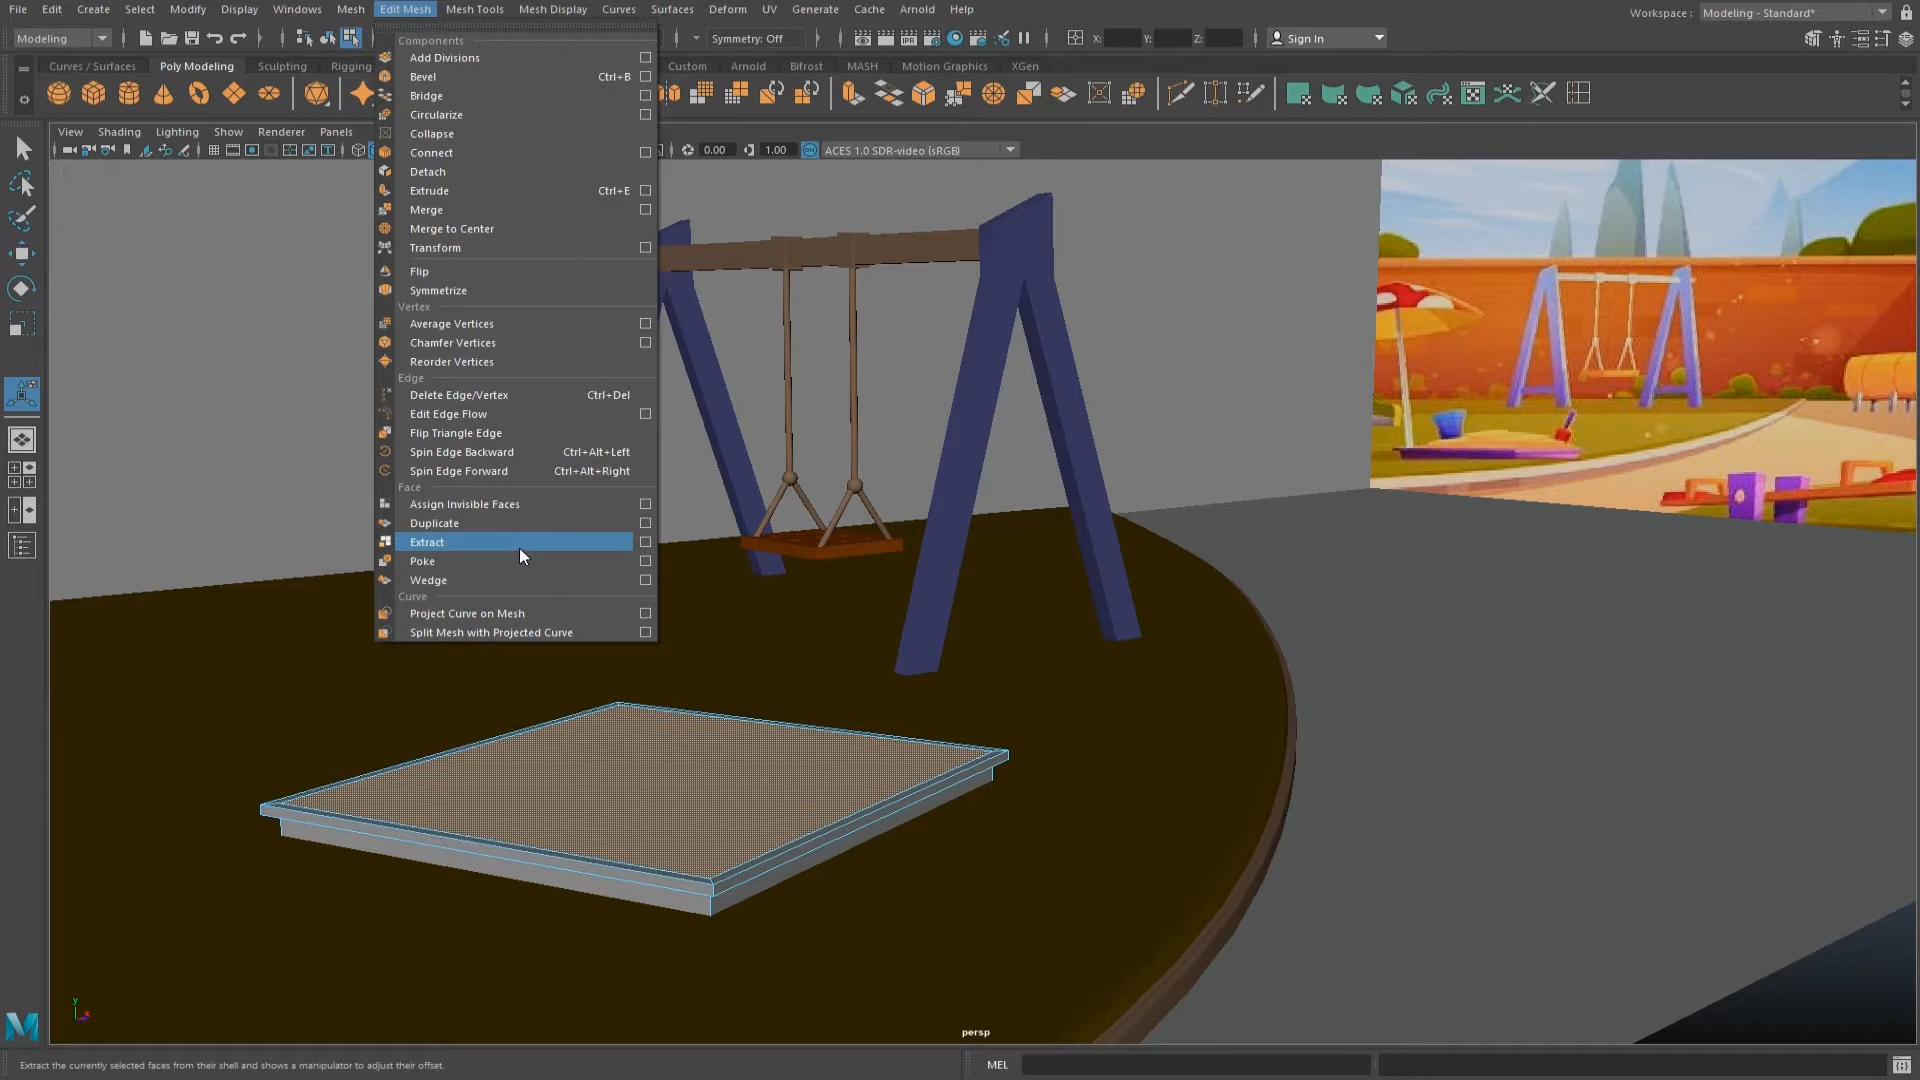 File Edit Create Select Modify Display Windows Mesh Edit Mesh Mesh Tools Mesh Display Curves Surfaces Deform UV Generate Cache Arnold Help
Workspace : Modeling - Standard*
Modeling
Symmetry: Off
X:
Y:
Z:
Sign In
Curves / Surfaces Poly Modeling Sculpting Rigging
Custom Arnold Bifrost MASH Motion Graphics XGen
View Shading Lighting Show Renderer Panels
0.00
1.00
ACES 1.0 SDR-video (sRGB)
Components
Add Divisions
Bevel Ctrl+B
Bridge
Circularize
Collapse
Connect
Detach
Extrude Ctrl+E
Merge
Merge to Center
Transform
Flip
Symmetrize
Vertex
Average Vertices
Chamfer Vertices
Reorder Vertices
Edge
Delete Edge/Vertex Ctrl+Del
Edit Edge Flow
Flip Triangle Edge
Spin Edge Backward Ctrl+Alt+Left
Spin Edge Forward Ctrl+Alt+Right
Face
Assign Invisible Faces
Duplicate
Extract
Poke
Wedge
Curve
Project Curve on Mesh
Split Mesh with Projected Curve
y
persp
Extract the currently selected faces from their shell and shows a manipulator to adjust their offset.
MEL